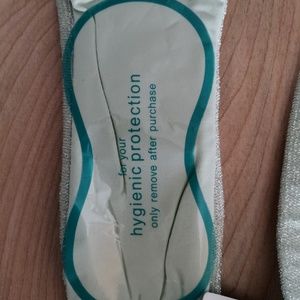 for your
hygienic protection
only remove after purchase